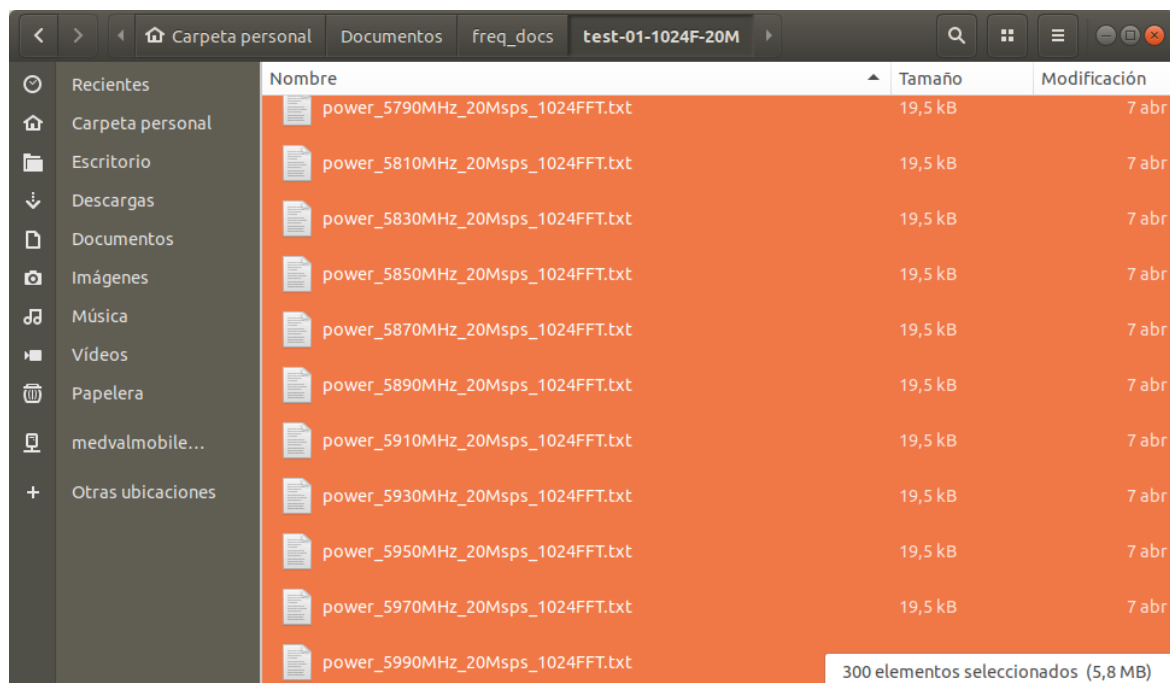 Carpeta personal Documentos freq_docs test-01-1024F-20M
Recientes
Carpeta personal
Escritorio
Descargas
Documentos
Imágenes
Música
Vídeos
Papelera
medvalmobile...
Otras ubicaciones
Nombre Tamaño Modificación
power_5790MHz_20Msps_1024FFT.txt 19,5 kB 7 abr
power_5810MHz_20Msps_1024FFT.txt 19,5 kB 7 abr
power_5830MHz_20Msps_1024FFT.txt 19,5 kB 7 abr
power_5850MHz_20Msps_1024FFT.txt 19,5 kB 7 abr
power_5870MHz_20Msps_1024FFT.txt 19,5 kB 7 abr
power_5890MHz_20Msps_1024FFT.txt 19,5 kB 7 abr
power_5910MHz_20Msps_1024FFT.txt 19,5 kB 7 abr
power_5930MHz_20Msps_1024FFT.txt 19,5 kB 7 abr
power_5950MHz_20Msps_1024FFT.txt 19,5 kB 7 abr
power_5970MHz_20Msps_1024FFT.txt 19,5 kB 7 abr
power_5990MHz_20Msps_1024FFT.txt
300 elementos seleccionados (5,8 MB)